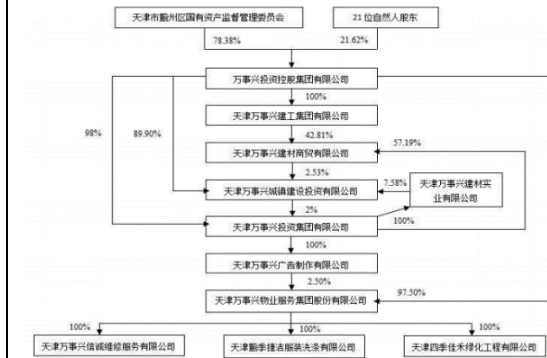 天津市蓟州区国有资产监督管理委员会
21位自然人股东
78.38%
21.62%
万事兴投资控股集团有限公司
100%
天津万事兴建工集团有限公司
98%
89.90%
42.81%
57.19%
天津万事兴建材商贸有限公司
2.53%
天津万事兴城镇建设投资有限公司
7.58%
天津万事兴建材实
业有限公司
2%
天津万事兴投资集团有限公司
100%
100%
天津万事兴广告制作有限公司
2.50%
天津万事兴物业服务集团股份有限公司
97.50%
100%
100%
100%
天津万事兴信诚维修服务有限公司
天津蓟季捷洁服装洗涤有限公司
天津四季佳禾绿化工程有限公司